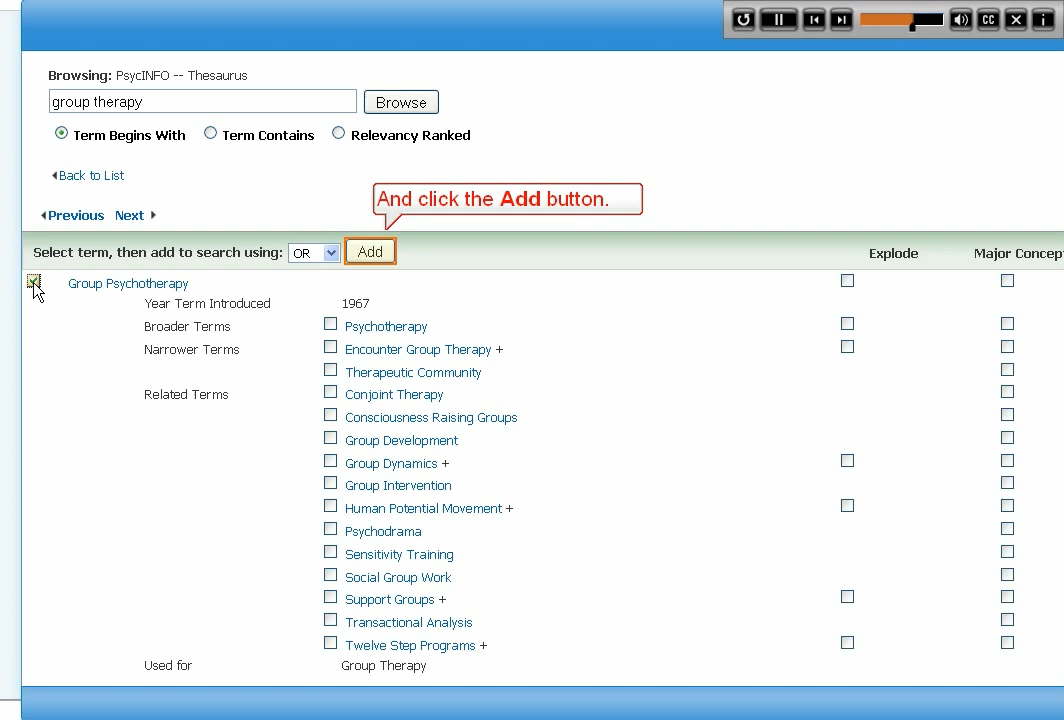 CC
i
Browsing: PsycINFO -- Thesaurus
group therapy
Browse
Term Begins With
Term Contains
Relevancy Ranked
Back to List
And click the Add button.
Previous Next
Select term, then add to search using: OR Add Explode Major Concep
Group Psychotherapy
Year Term Introduced 1967
Broader Terms Psychotherapy
Narrower Terms Encounter Group Therapy +
Therapeutic Community
Related Terms Conjoint Therapy
Consciousness Raising Groups
Group Development
Group Dynamics +
Group Intervention
Human Potential Movement +
Psychodrama
Sensitivity Training
Social Group Work
Support Groups +
Transactional Analysis
Twelve Step Programs +
Used for Group Therapy